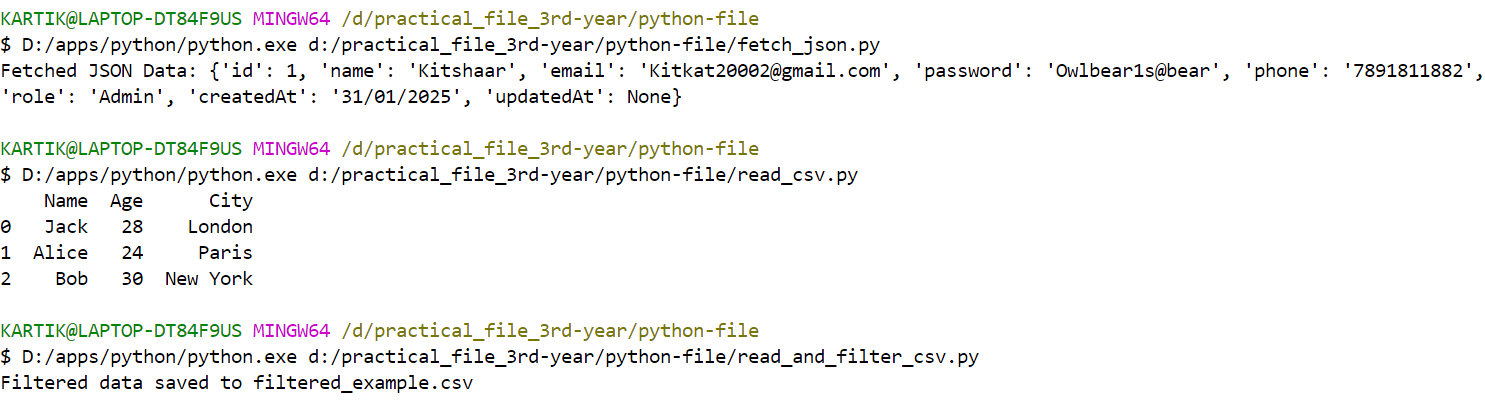 KARTIK@LAPTOP-DT84F9US MINGW64 /d/practical_file_3rd-year/python-file
$ D:/apps/python/python.exe d:/practical_file_3rd-year/python-file/fetch_json.py
Fetched JSON Data: {'id': 1, 'name': 'Kitshaar', 'email': 'Kitkat20002@gmail.com', 'password': 'Owlbear1s@bear', 'phone': '7891811882',
'role': 'Admin', 'createdAt': '31/01/2025', 'updatedAt': None}

KARTIK@LAPTOP-DT84F9US MINGW64 /d/practical_file_3rd-year/python-file
$ D:/apps/python/python.exe d:/practical_file_3rd-year/python-file/read_csv.py
    Name  Age      City
0   Jack   28    London
1  Alice   24     Paris
2    Bob   30  New York

KARTIK@LAPTOP-DT84F9US MINGW64 /d/practical_file_3rd-year/python-file
$ D:/apps/python/python.exe d:/practical_file_3rd-year/python-file/read_and_filter_csv.py
Filtered data saved to filtered_example.csv